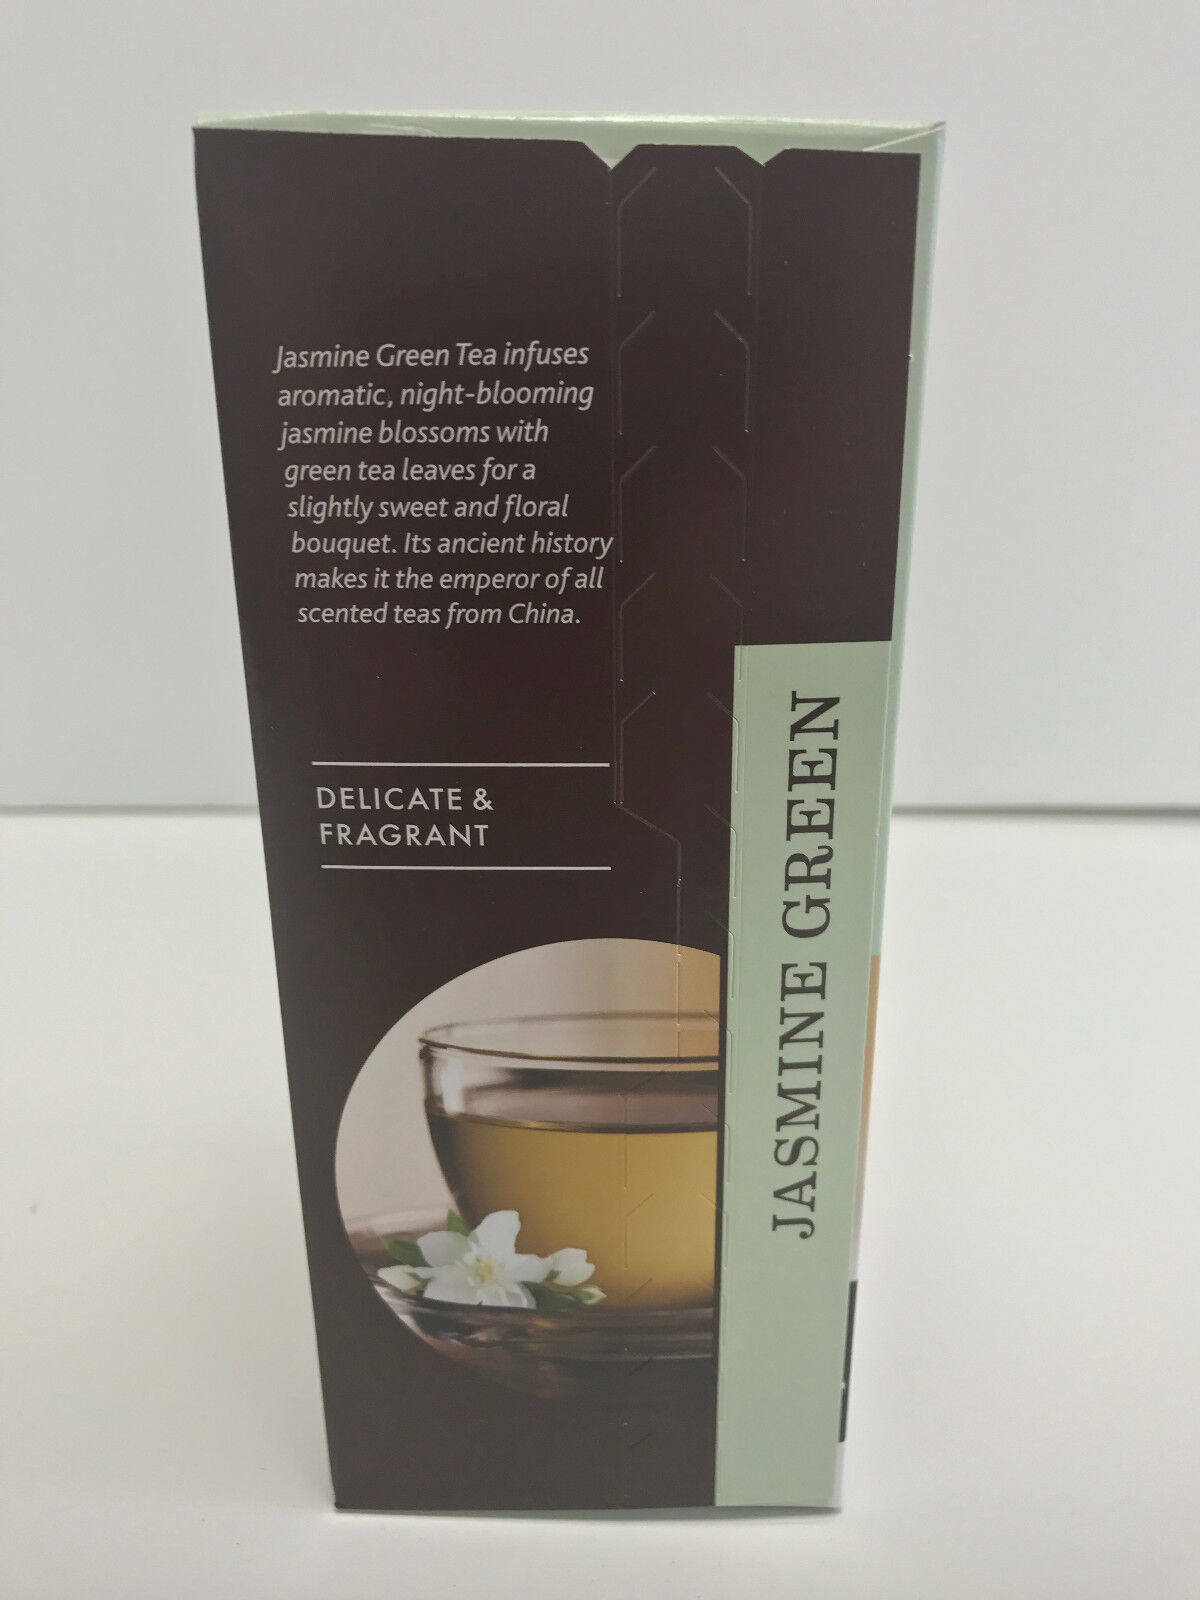 Jasmine Green Tea infuses
aromatic, night-blooming
jasmine blossoms with
green tea leaves for a
slightly sweet and floral
bouquet. Its ancient history
makes it the emperor of all
scented teas from China.
DELICATE &
FRAGRANT
JASMINE GREEN